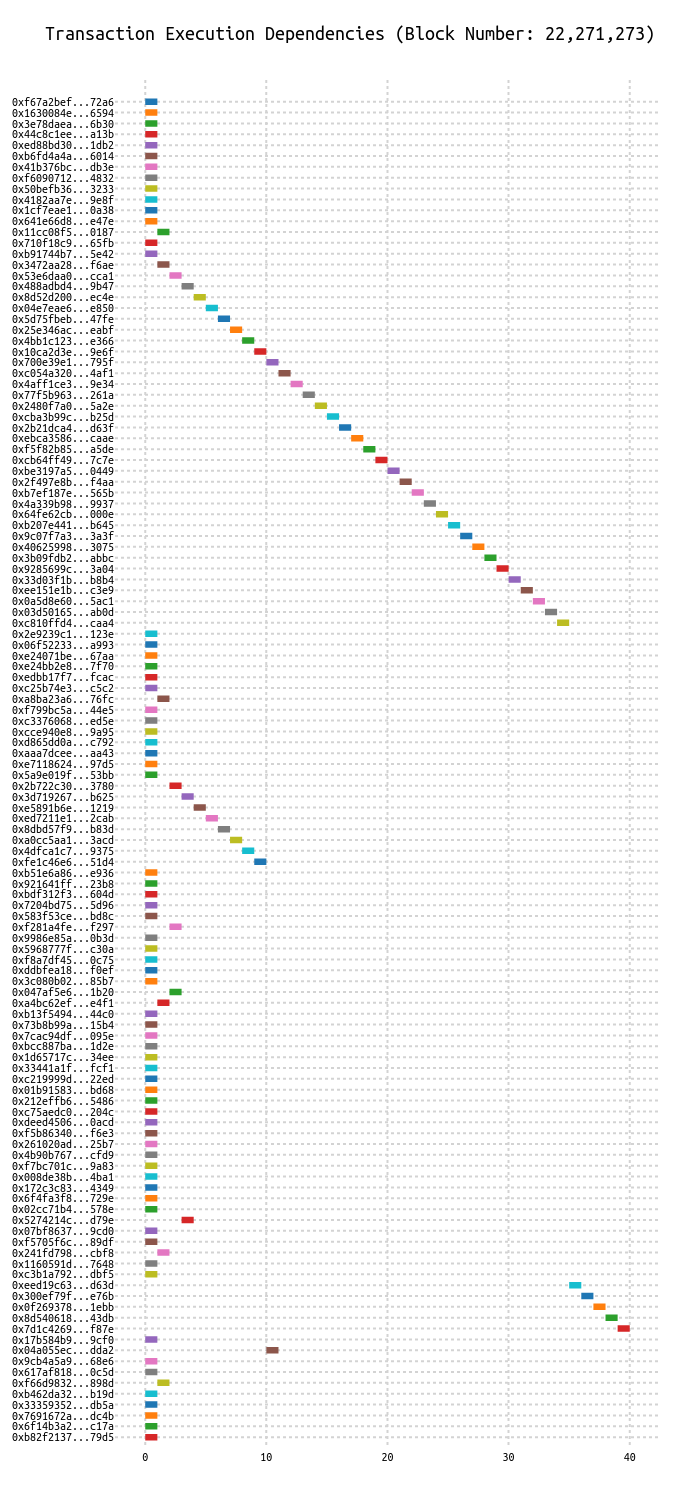 Transaction Execution Dependencies (Block Number: 22,271,273)
0xf67a2bef...72a6
0x1630084e...6594
0x3e78daea...6b30
0x44c8c1ee...a13b
0xed88bd30...1db2
0xb6fd4a4a...6014
0x41b376bc...db3e
0xf6090712...4832
0x50befb36...3233
0x4182aa7e...9e8f
0x1cf7eae1...0a38
0x641e66d8...e47e
0x11cc08f5...0187
0x710f18c9...65fb
0xb91744b7...5e42
0x3472aa28...f6ae
0x53e6daa0...cca1
0x488adbd4...9b47
0x8d52d200...ec4e
0x04e7eae6...e850
0x5d75fbeb...47fe
0x25e346ac...eabf
0x4bb1c123...e366
0x10ca2d3e...9e6f
0x700e39e1...795f
0xc054a320...4af1
0x4aff1ce3...9e34
0x77f5b963...261a
0x2480f7a0...5a2e
0xcba3b99c...b25d
0x2b21dca4...d63f
0xebca3586...caae
0xf5f82b85...a5de
0xcb64ff49...7c7e
0xbe3197a5...0449
0x2f497e8b...f4aa
0xb7ef187e...565b
0x4a339b98...9937
0x64fe62cb...000e
0xb207e441...b645
0x9c07f7a3...3a3f
0x40625998...3075
0x3b09fdb2...abbc
0x9285699c...3a04
0x33d03f1b...b8b4
0xee151e1b...c3e9
0x0a5d8e60...5ac1
0x03d50165...ab0d
0xc810ffd4...caa4
0x2e9239c1...123e
0x06f52233...a993
0xe24071be...67aa
0xe24bb2e8...7f70
0xedbb17f7...fcac
0xc25b74e3...c5c2
0xa8ba23a6...76fc
0xf799bc5a...44e5
0xc3376068...ed5e
0xcce940e8...9a95
0xd865dd0a...c792
0xaaa7dcee...aa43
0xe7118624...97d5
0x5a9e019f...53bb
0x2b722c30...3780
0x3d719267...b625
0xe5891b6e...1219
0xed7211e1...2cab
0x8dbd57f9...b83d
0xa0cc5aa1...3acd
0x4dfca1c7...9375
0xfe1c46e6...51d4
0xb51e6a86...e936
0x921641ff...23b8
0xbdf312f3...604d
0x7204bd75...5d96
0x583f53ce...bd8c
0xf281a4fe...f297
0x9986e85a...0b3d
0x5968777f...c30a
0xf8a7df45...0c75
0xddbfea18...f0ef
0x3c080b02...85b7
0x047af5e6...1b20
0xa4bc62ef...e4f1
0xb13f5494...44c0
0x73b8b99a...15b4
0x7cac94df...095e
0xbcc887ba...1d2e
0x1d65717c...34ee
0x33441a1f...fcf1
0xc219999d...22ed
0x01b91583...bd68
0x212effb6...5486
0xc75aedc0...204c
0xdeed4506...0acd
0xf5b86340...f6e3
0x261020ad...25b7
0x4b90b767...cfd9
0xf7bc701c...9a83
0x008de38b...4ba1
0x172c3c83...4349
0x6f4fa3f8...729e
0x02cc71b4...578e
0x5274214c...d79e
0x07bf8637...9cd0
0xf5705f6c...89df
0x241fd798...cbf8
0x1160591d...7648
0xc3b1a792...dbf5
0xeed19c63...d63d
0x300ef79f...e76b
0x0f269378...1ebb
0x8d540618...43db
0x7d1c4269...f87e
0x17b584b9...9cf0
0x04a055ec...dda2
0x9cb4a5a9...68e6
0x617af818...0c5d
0xf66d9832...898d
0xb462da32...b19d
0x33359352...db5a
0x7691672a...dc4b
0x6f14b3a2...c17a
0xb82f2137...79d5
0 10 20 30 40